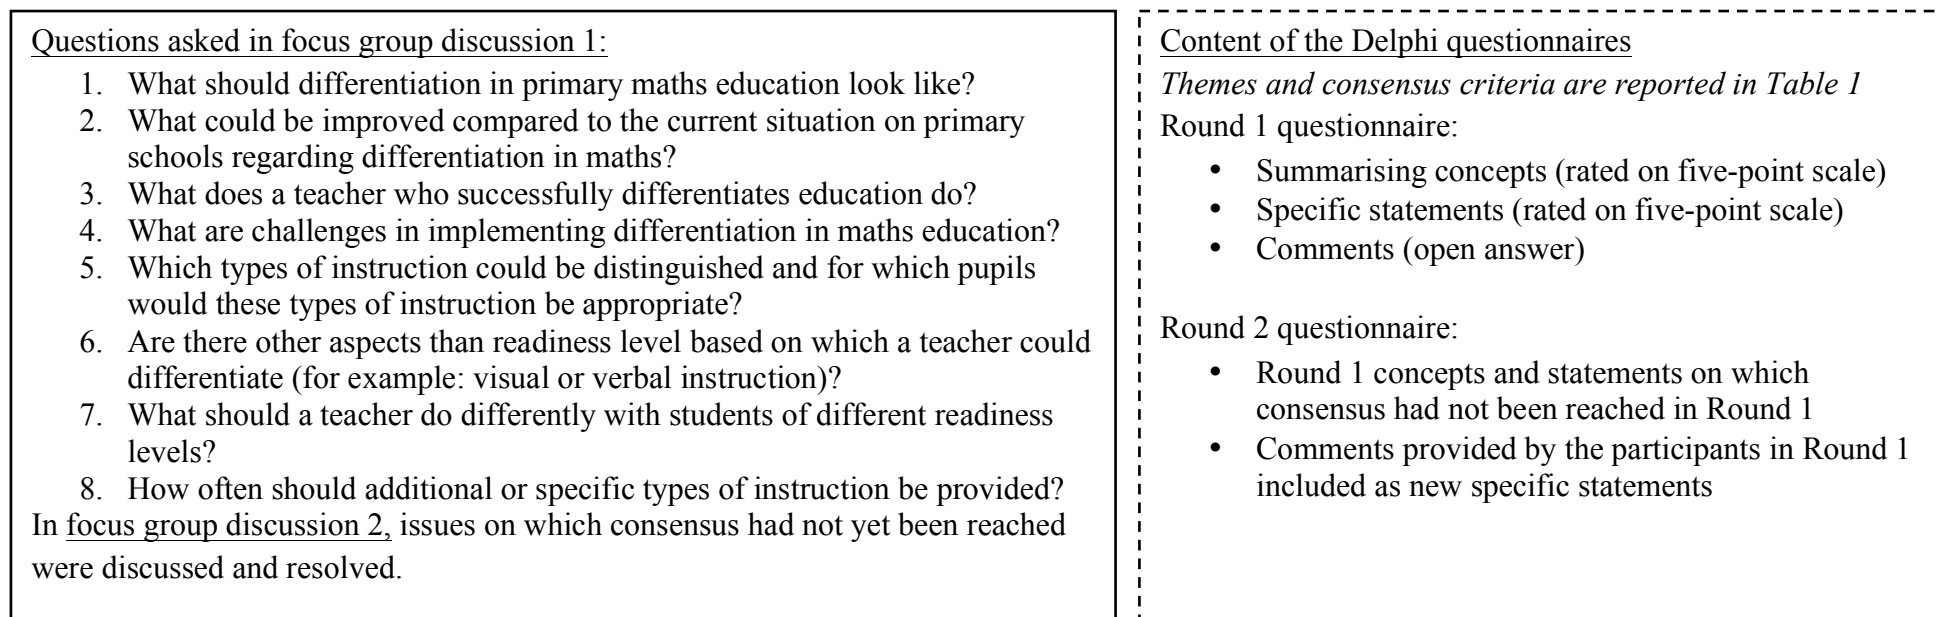 Questions asked in focus group discussion 1:
1. What should differentiation in primary maths education look like?
2. What could be improved compared to the current situation on primary
schools regarding differentiation in maths?
3. What does a teacher who successfully differentiates education do?
4. What are challenges in implementing differentiation in maths education?
5. Which types of instruction could be distinguished and for which pupils
would these types of instruction be appropriate?
6. Are there other aspects than readiness level based on which a teacher could
differentiate (for example: visual or verbal instruction)?
7. What should a teacher do differently with students of different readiness
levels?
8. How often should additional or specific types of instruction be provided?
In focus group discussion 2, issues on which consensus had not yet been reached
were discussed and resolved.
Content of the Delphi questionnaires
Themes and consensus criteria are reported in Table 1
Round 1 questionnaire:
• Summarising concepts (rated on five-point scale)
• Specific statements (rated on five-point scale)
• Comments (open answer)
Round 2 questionnaire:
• Round 1 concepts and statements on which
consensus had not been reached in Round 1
• Comments provided by the participants in Round 1
included as new specific statements